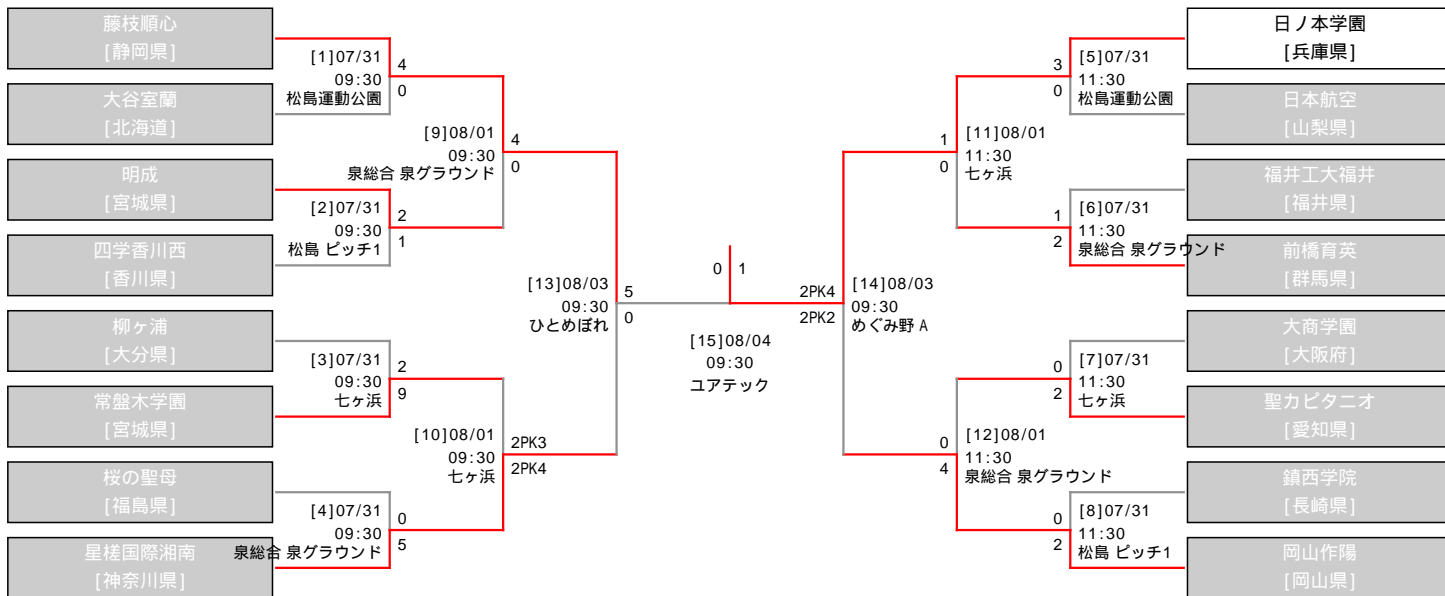 藤枝順心
[静岡県]
大谷室蘭
[北海道]
明成
[宮城県]
四学香川西
[香川県]
柳ヶ浦
[大分県]
常盤木学園
[宮城県]
桜の聖母
[福島県]
星槎国際湘南
[神奈川県]
[1]07/31
09:30
松島運動公園
4
0
[2]07/31
09:30
松島 ピッチ1
2
1
[3]07/31
09:30
七ヶ浜
2
9
[4]07/31
09:30
泉総合 泉グラウンド
0
5
[9]08/01
09:30
泉総合 泉グラウンド
4
0
[10]08/01
09:30
七ヶ浜
2PK3
2PK4
[13]08/03
09:30
ひとめぼれ
5
0
0 1
[15]08/04
09:30
ユアテック
2PK4
2PK2
[14]08/03
09:30
めぐみ野 A
1
0
[11]08/01
11:30
七ヶ浜
0
4
[12]08/01
11:30
泉総合 泉グラウンド
3
0
[5]07/31
11:30
松島運動公園
1
2
[6]07/31
11:30
泉総合 泉グラウンド
0
2
[7]07/31
11:30
七ヶ浜
0
2
[8]07/31
11:30
松島 ピッチ1
日ノ本学園
[兵庫県]
日本航空
[山梨県]
福井工大福井
[福井県]
前橋育英
[群馬県]
大商学園
[大阪府]
聖カピタニオ
[愛知県]
鎮西学院
[長崎県]
岡山作陽
[岡山県]